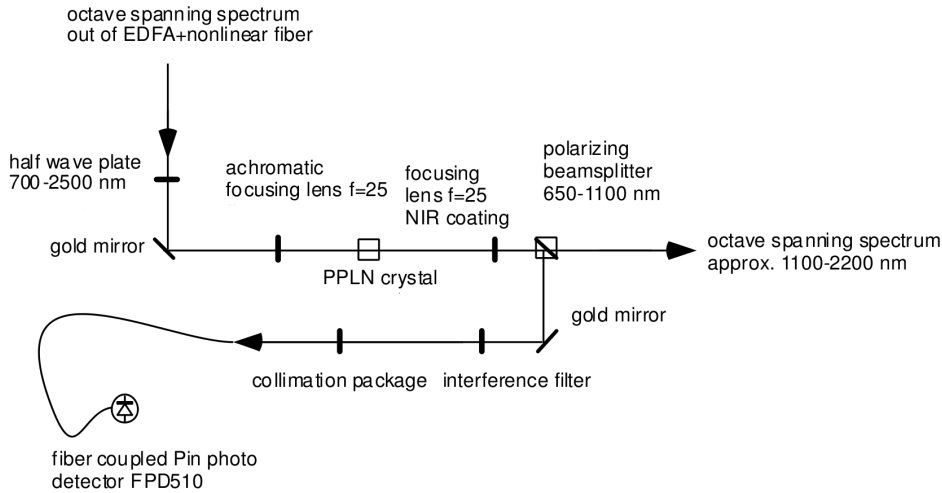 octave spanning spectrum
out of EDFA+nonlinear fiber
half wave plate
700-2500 nm
achromatic
focusing lens f=25
focusing
lens f=25
NIR coating
polarizing
beamsplitter
650-1100 nm
gold mirror
PPLN crystal
octave spanning spectrum
approx. 1100-2200 nm
gold mirror
collimation package
interference filter
fiber coupled Pin photo
detector FPD510